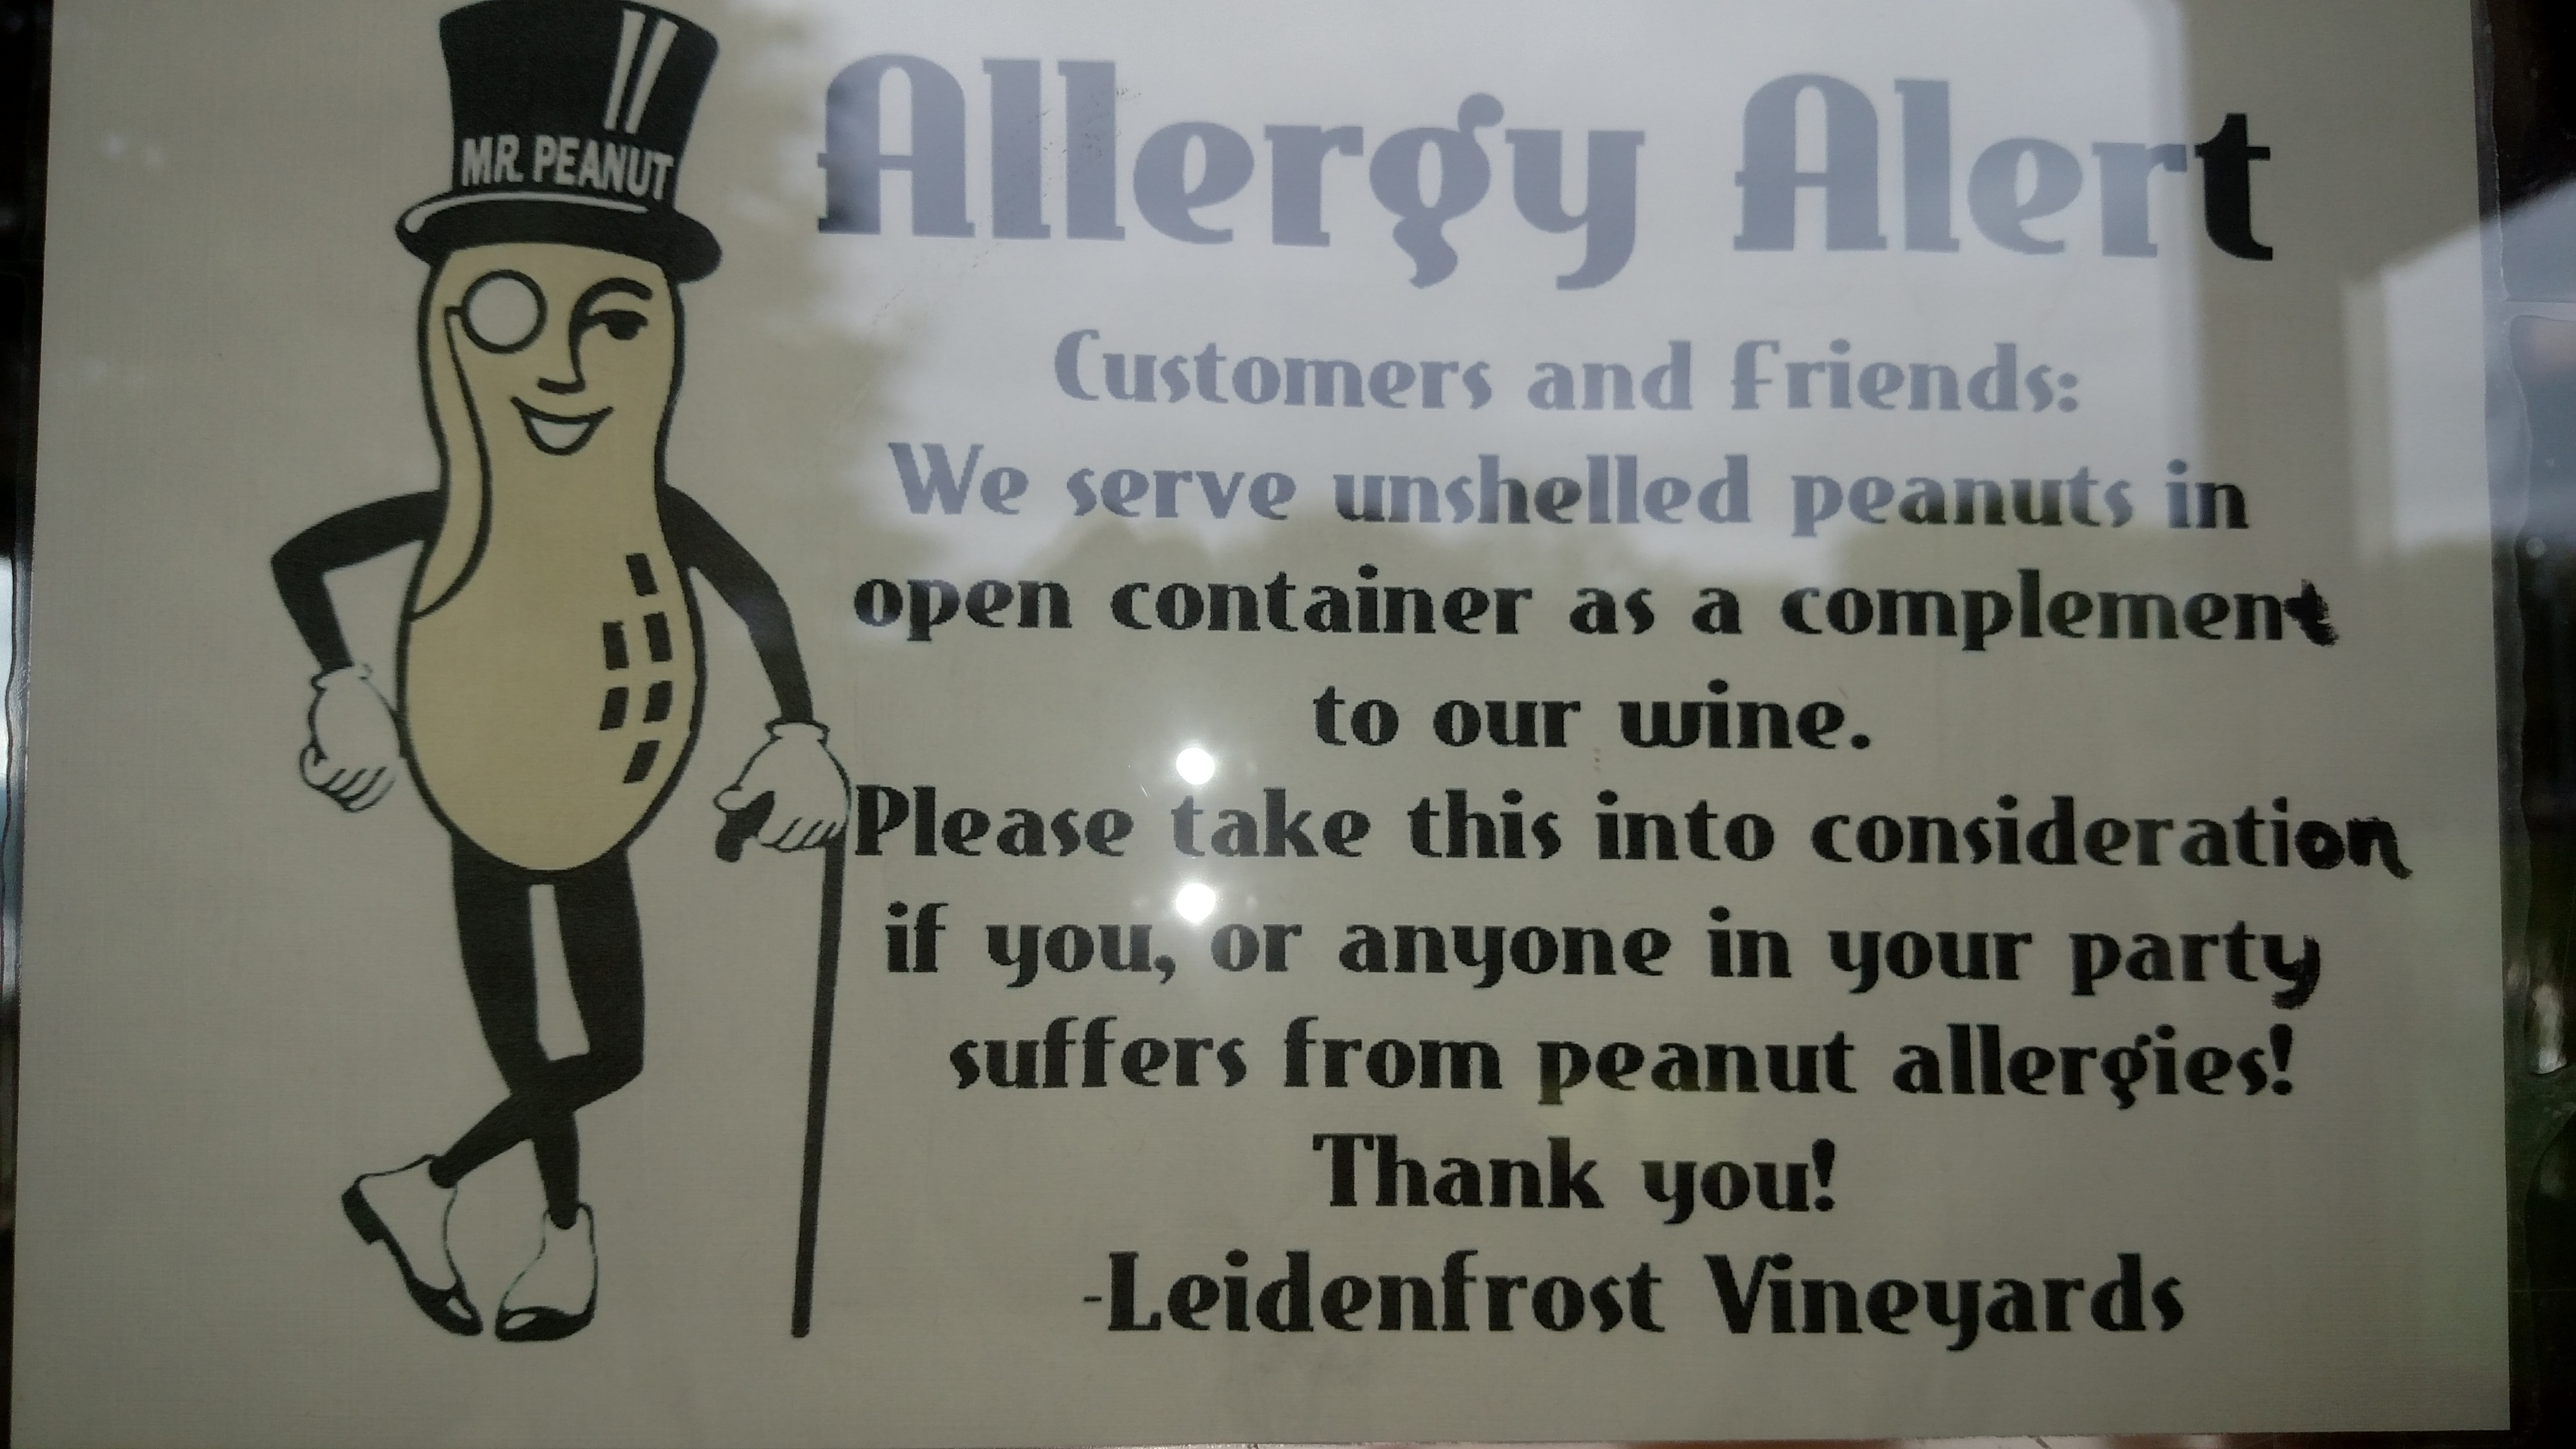 MR. PEANUT
Allergy Alert
Customers and Friends:
We serve unshelled peanuts in
open container as a complement
to our wine.
Please take this into consideration
if you, or anyone in your party
suffers from peanut allergies!
Thank you!
-Leidenfrost Vineyards